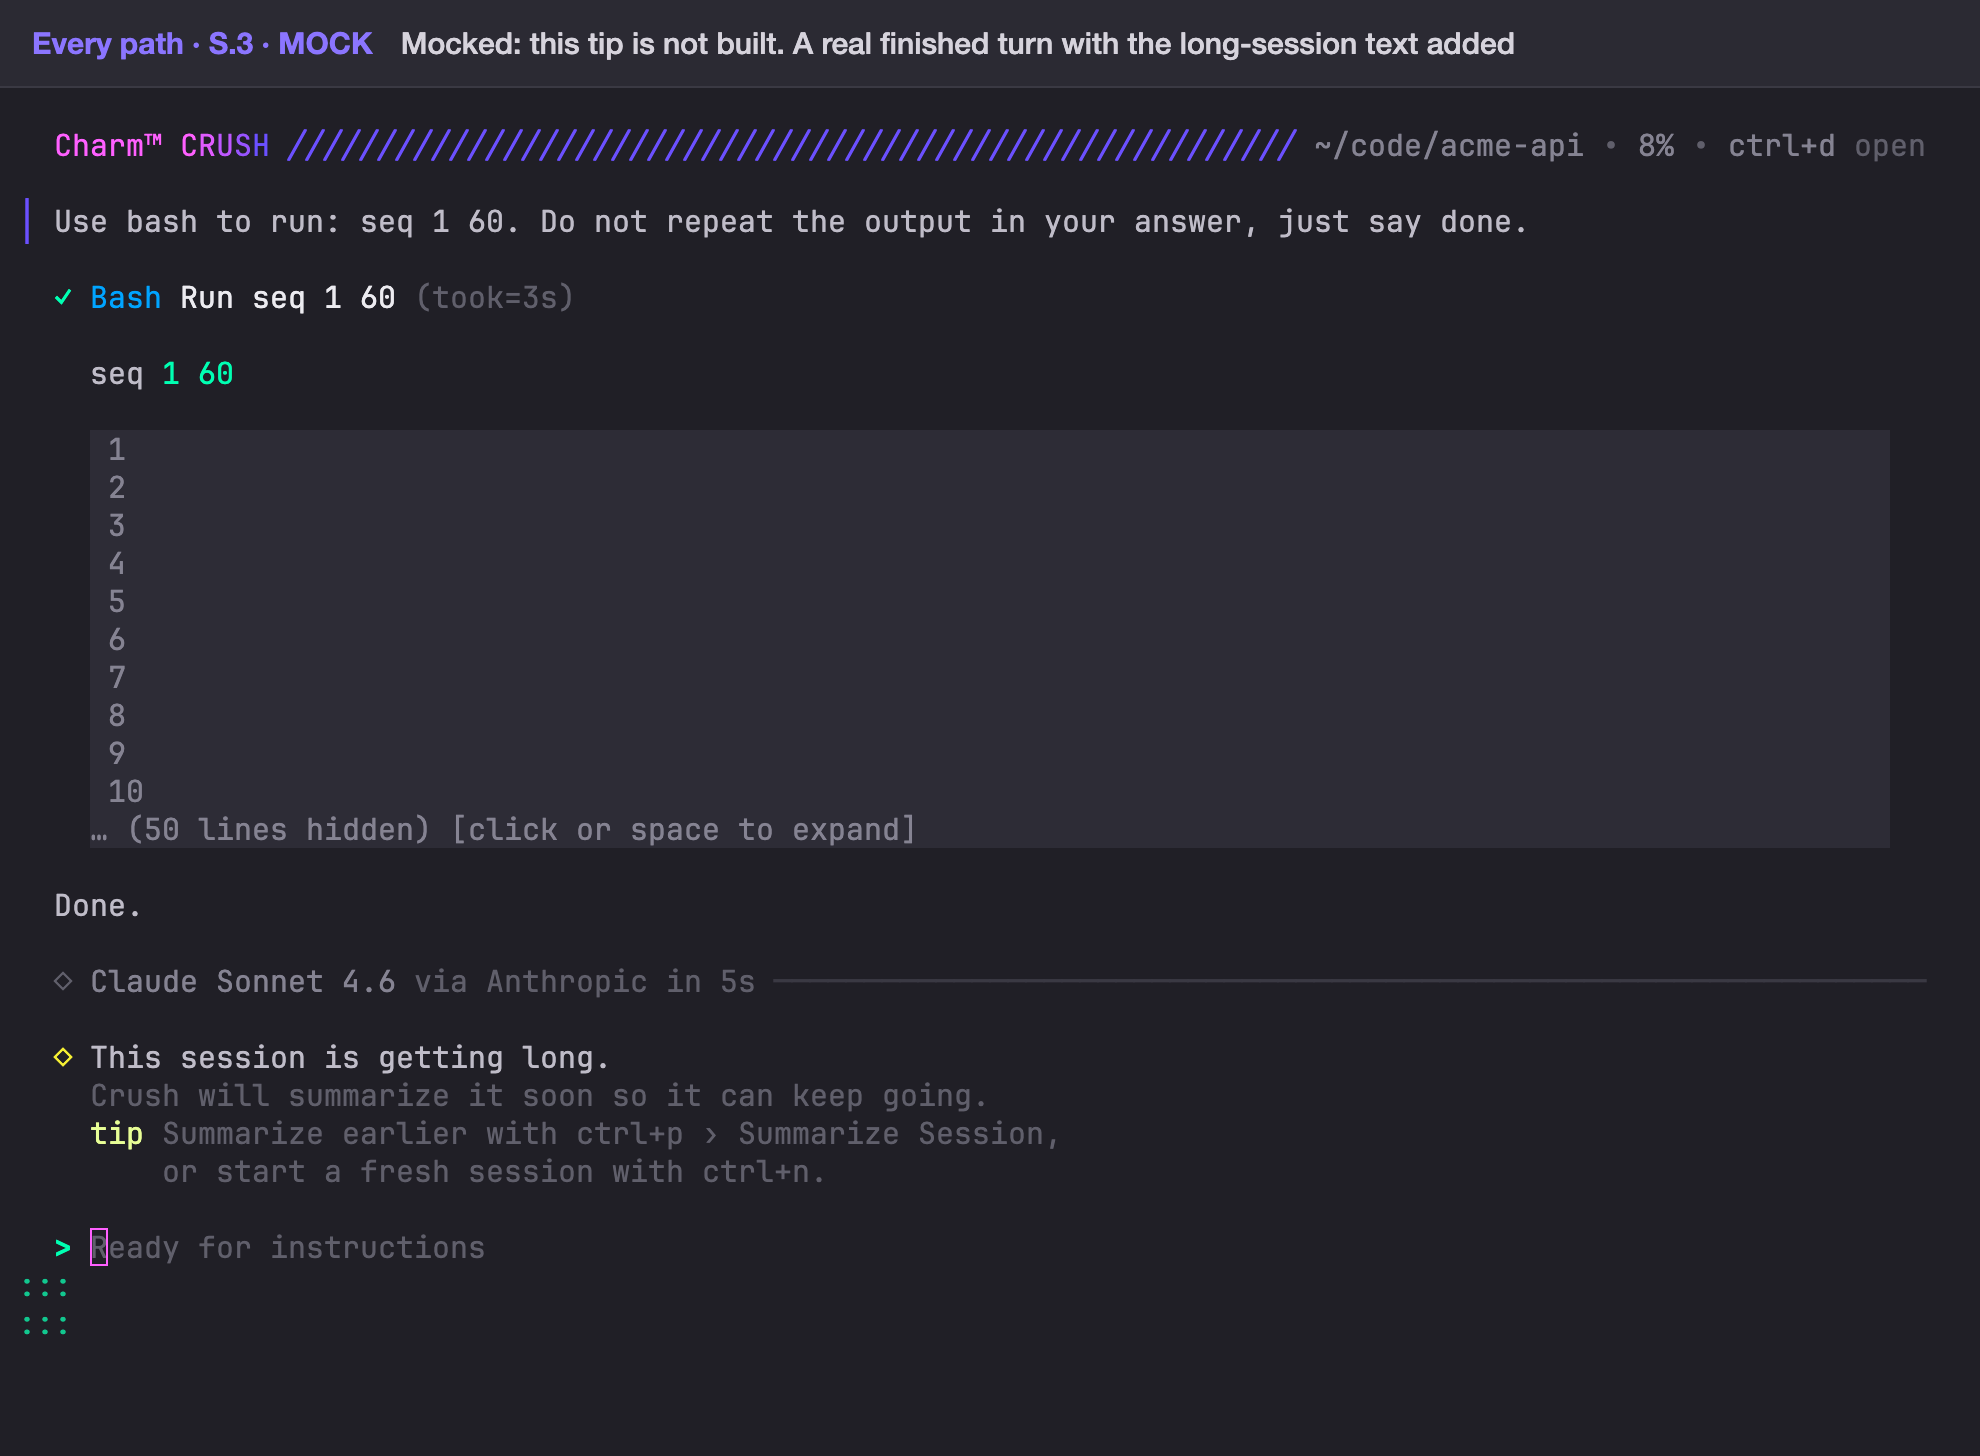 Every path · S.3 · MOCK Mocked: this tip is not built. A real finished turn with the long-session text added
Charm™ CRUSH //////////////////////////////////////////////////////// ~/code/acme-api • 8% • ctrl+d open
Use bash to run: seq 1 60. Do not repeat the output in your answer, just say done.
✓ Bash Run seq 1 60 (took=3s)
seq 1 60
1
2
3
4
5
6
7
8
9
10
… (50 lines hidden) [click or space to expand]
Done.
◇ Claude Sonnet 4.6 via Anthropic in 5s
◇ This session is getting long.
Crush will summarize it soon so it can keep going.
tip Summarize earlier with ctrl+p › Summarize Session,
or start a fresh session with ctrl+n.
> Ready for instructions
:::
:::